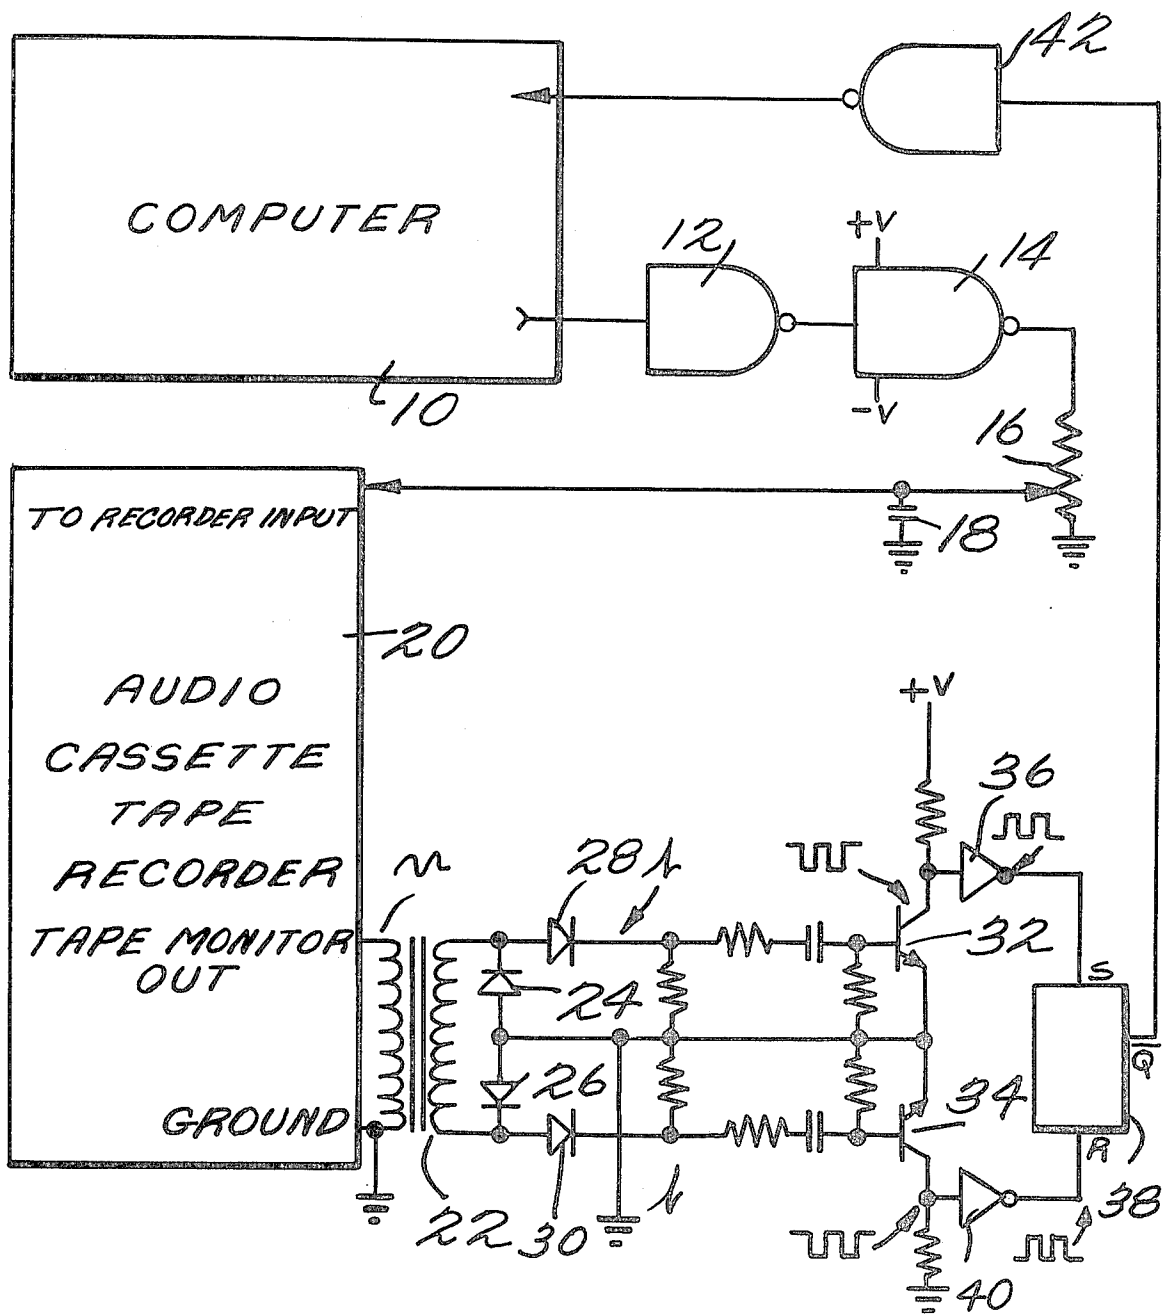 42
COMPUTER
12
+V
14
-V
10
16
TO RECORDER INPUT
18
20
AUDIO
CASSETTE
TAPE
RECORDER
TAPE MONITOR
OUT
GROUND
+V
36
28
32
24
S
Q̅
26
34
R
38
22
30
40